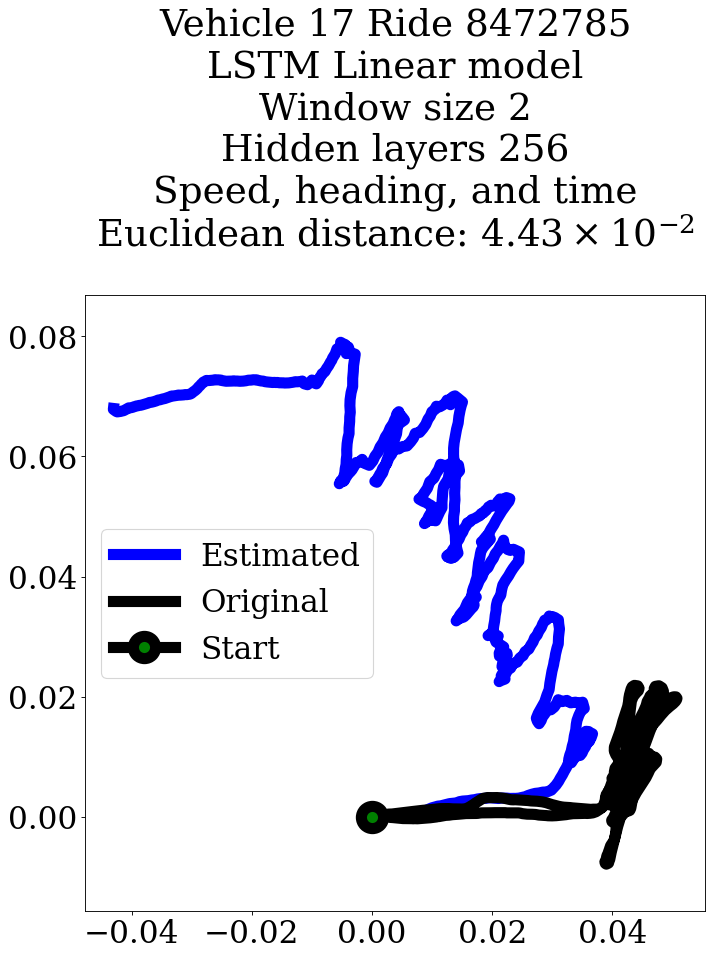 Vehicle 17 Ride 8472785
LSTM Linear model
Window size 2
Hidden layers 256
Speed, heading, and time
Euclidean distance: 4.43 × 10⁻²
0.08
0.06
0.04
0.02
0.00
Estimated
Original
Start
−0.04 −0.02 0.00 0.02 0.04